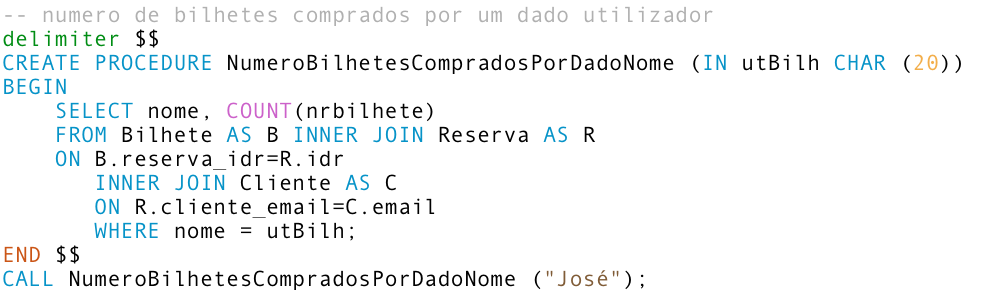 -- numero de bilhetes comprados por um dado utilizador
delimiter $$
CREATE PROCEDURE NumeroBilhetesCompradosPorDadoNome (IN utBilh CHAR (20))
BEGIN
    SELECT nome, COUNT(nrbilhete)
    FROM Bilhete AS B INNER JOIN Reserva AS R
    ON B.reserva_idr=R.idr
       INNER JOIN Cliente AS C
       ON R.cliente_email=C.email
       WHERE nome = utBilh;
END $$
CALL NumeroBilhetesCompradosPorDadoNome ("José");